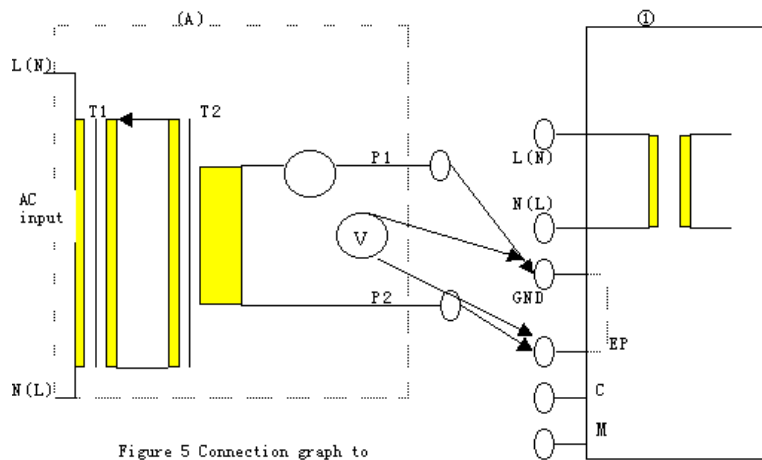 (A)
①
L(N)
T1
T2
AC
input
P1
V
P2
N(L)
L(N)
N(L)
GND
EP
C
M
Figure 5 Connection graph to